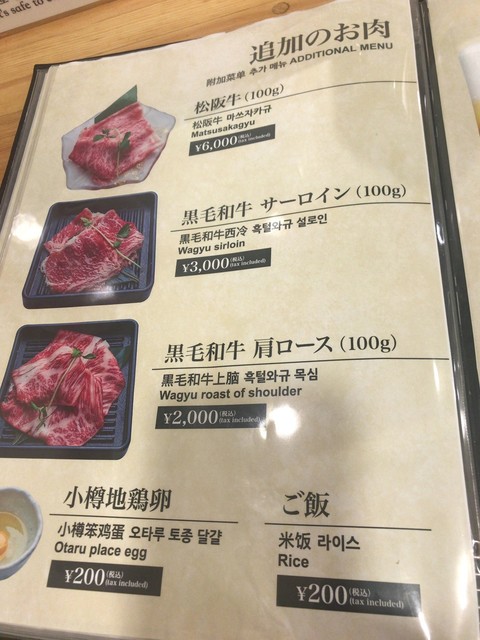 's safe to
追加のお肉
附加菜单 추가 메뉴 ADDITIONAL MENU
松阪牛 (100g)
松阪牛 마쓰자카규
Matsusakagyu
¥6,000 (税込) (tax included)
黒毛和牛 サーロイン (100g)
黒毛和牛西冷 흑털와규 설로인
Wagyu sirloin
¥3,000 (税込) (tax included)
黒毛和牛 肩ロース (100g)
黒毛和牛上脑 흑털와규 목심
Wagyu roast of shoulder
¥2,000 (税込) (tax included)
小樽地鶏卵
小樽笨鸡蛋 오타루 토종 달걀
Otaru place egg
¥200 (税込) (tax included)
ご飯
米饭 라이스
Rice
¥200 (税込) (tax included)